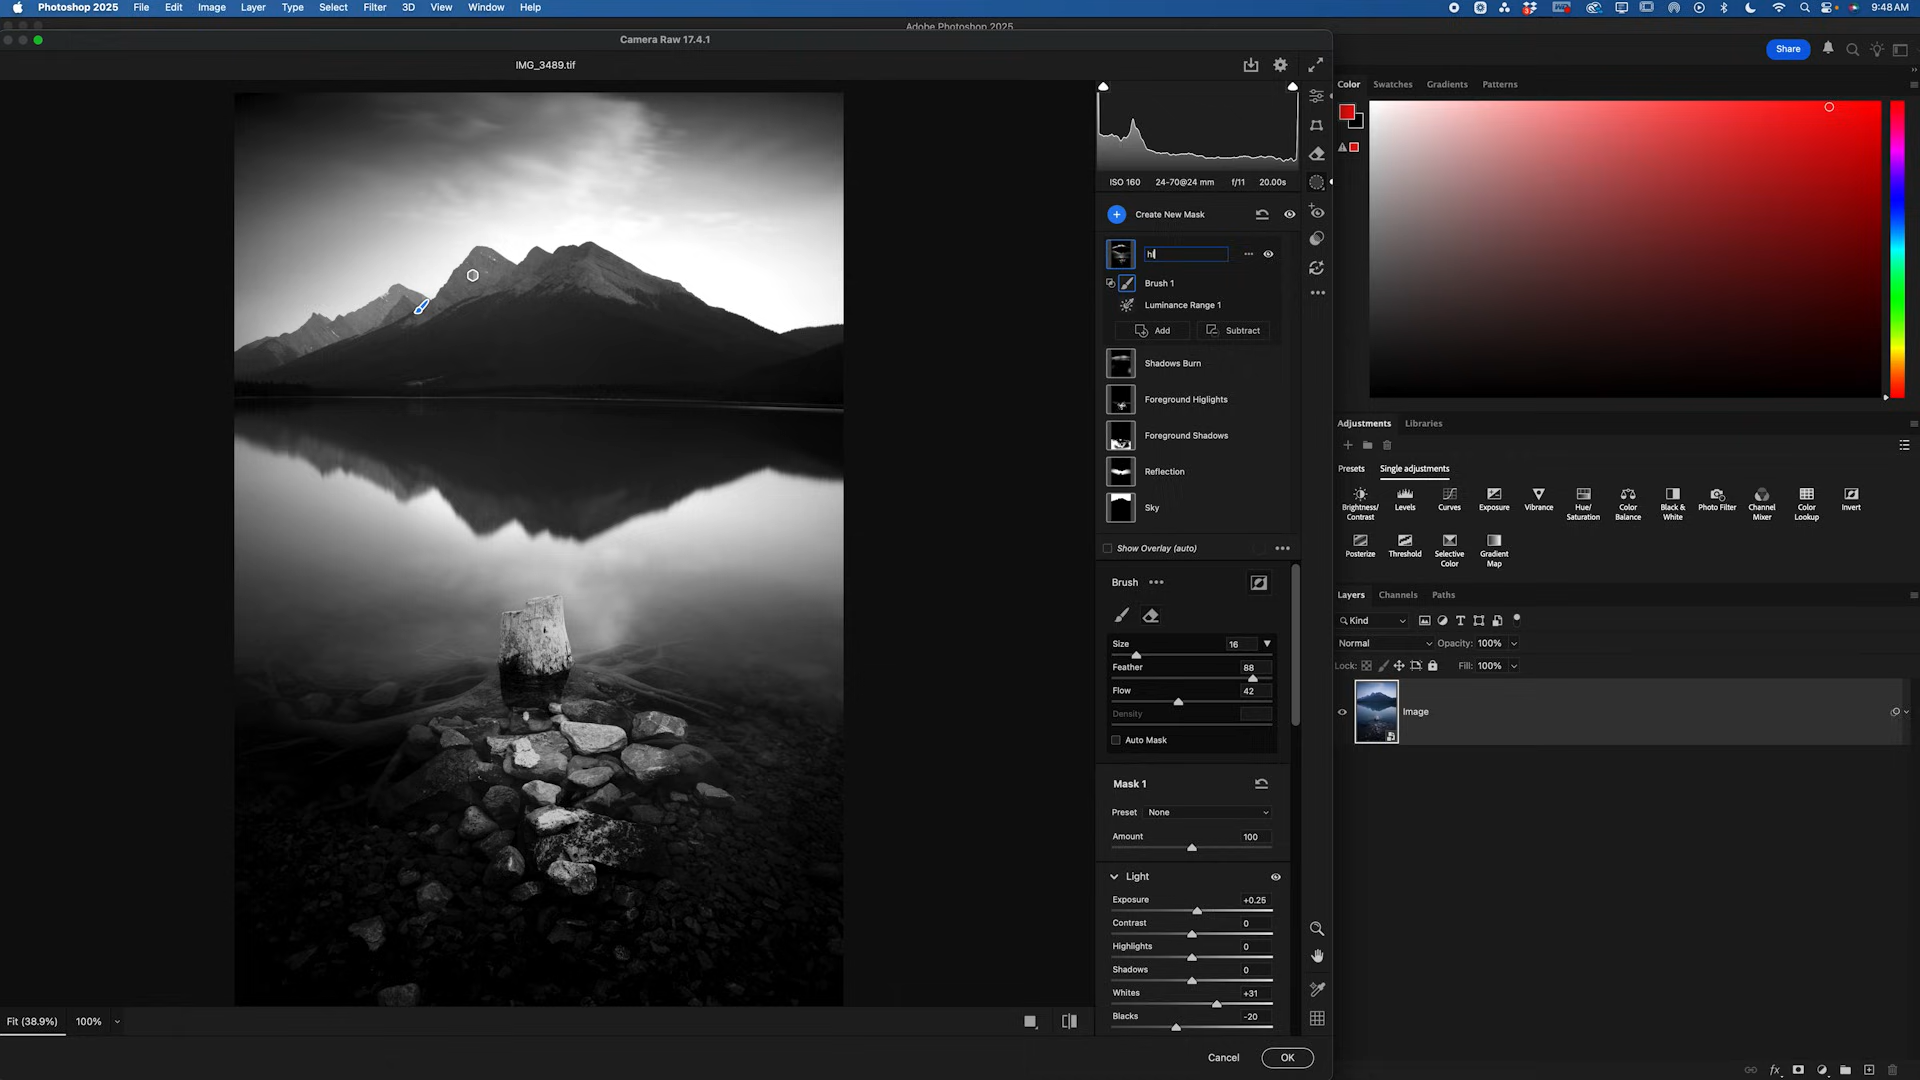 Photoshop 2025 File Edit Image Layer Type Select Filter 3D View Window Help 9:48 AM
Adobe Photoshop 2025
Camera Raw 17.4.1
IMG_3489.tif
Share
Color Swatches Gradients Patterns
ISO 160 24-70@24 mm f/11 20.00s
Create New Mask
hl
Brush 1
Luminance Range 1
Add Subtract
Shadows Burn
Foreground Higlights
Foreground Shadows
Reflection
Sky
Show Overlay (auto)
Brush
Size 16
Feather 88
Flow 42
Density
Auto Mask
Mask 1
Preset None
Amount 100
Light
Exposure +0.25
Contrast 0
Highlights 0
Shadows 0
Whites +31
Blacks -20
Fit (38.9%) 100%
Cancel OK
Adjustments Libraries
Presets Single adjustments
Brightness/
Contrast
Levels
Curves
Exposure
Vibrance
Hue/
Saturation
Color
Balance
Black &
White
Photo Filter
Channel
Mixer
Color
Lookup
Invert
Posterize
Threshold
Selective
Color
Gradient
Map
Layers Channels Paths
Kind
Normal Opacity: 100%
Lock: Fill: 100%
Image
fx